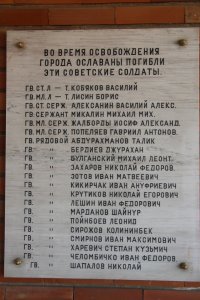 ВО ВРЕМЯ ОСВОБОЖДЕНИЯ
ГОРОДА ОСЛАВАНЫ ПОГИБЛИ
ЭТИ СОВЕТСКИЕ СОЛДАТЫ.
ГВ. СТ. Л — Т. КОБЯКОВ ВАСИЛИЙ
ГВ. МЛ. Л — Т. ЛИСИН БОРИС
ГВ. СТ. СЕРЖ. АЛЕКСАНИН ВАСИЛИЙ АЛЕКС.
ГВ. СЕРЖАНТ МИКАЛИН МИХАИЛ МИХ.
ГВ. МЛ. СЕРЖ. КАЛБОРДЫ ИОСИФ АЛЕКСАНД.
ГВ. МЛ. СЕРЖ. ПОПЕЛЯЕВ ГАВРИИЛ АНТОНОВ.
ГВ. РЯДОВОЙ АБДУРАХМАНОВ ТАЛИК
ГВ. " БЕРДИЕВ ДЖУРАХАН
ГВ. " БУЛГАНСКИЙ МИХАИЛ ЛЕОНТ.
ГВ. " ЗАХАРОВ НИКОЛАЙ ФЕДОРОВ.
ГВ. " ЗОТОВ ИВАН МАТВЕЕВИЧ
ГВ. " КИКИРЧАК ИВАН АНУФРИЕВИЧ
ГВ. " КРУТИКОВ НИКОЛАЙ ЕГОРОВИЧ
ГВ. " ЛЕШИН ИВАН ФЕДОРОВИЧ
ГВ. " МАРДАНОВ ШАЙНУР
ГВ. " ПОЙНБОЕВ ЛЕОНИД
ГВ. " СИРОЖОВ КОЛИНИНБЕК
ГВ. " СМИРНОВ ИВАН МАКСИМОВИЧ
ГВ. " ХАРЕВИЧ СТЕПАН КУЗЬМИЧ
ГВ. " ЧЕЛОМБИЧКО ИВАН ФЕДОРОВ.
ГВ. " ШАПАЛОВ НИКОЛАЙ